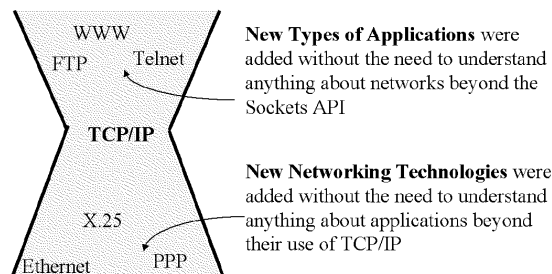 WWW
FTP
Telnet
TCP/IP
X.25
Ethernet
PPP
New Types of Applications were
added without the need to understand
anything about networks beyond the
Sockets API
New Networking Technologies were
added without the need to understand
anything about applications beyond
their use of TCP/IP